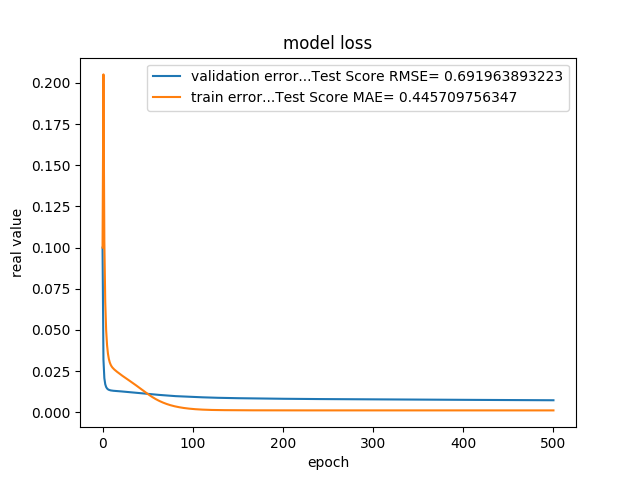 model loss
validation error...Test Score RMSE= 0.691963893223
train error...Test Score MAE= 0.445709756347
0.200
0.175
0.150
0.125
0.100
0.075
0.050
0.025
0.000
real value
0 100 200 300 400 500
epoch